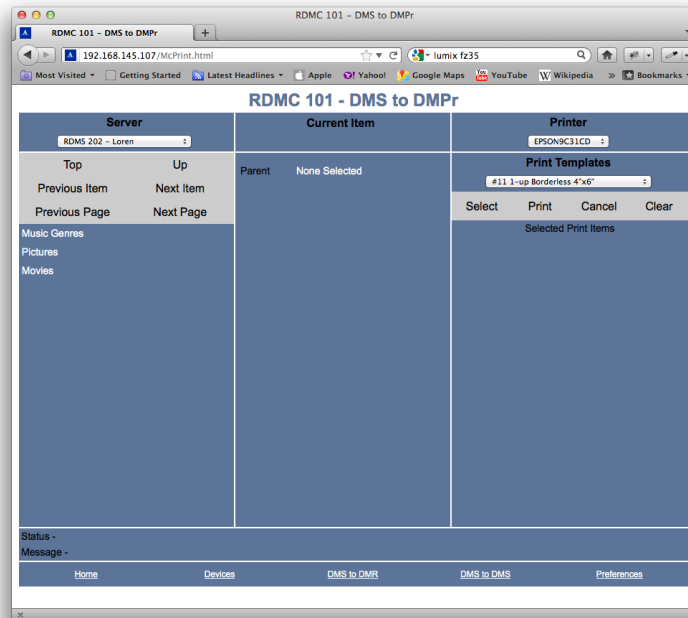 RDMC 101 - DMS to DMPr
RDMC 101 - DMS to DMPr
192.168.145.107/McPrint.html
lumix fz35
Most Visited
Getting Started
Latest Headlines
Apple
Yahoo!
Google Maps
YouTube
Wikipedia
»
Bookmarks
RDMC 101 - DMS to DMPr
Server
RDMS 202 - Loren
Current Item
Printer
EPSON9C31CD
Top
Up
Previous Item
Next Item
Previous Page
Next Page
Music Genres
Pictures
Movies
Parent
None Selected
Print Templates
#11 1-up Borderless 4"x6"
Select
Print
Cancel
Clear
Selected Print Items
Status -
Message -
Home
Devices
DMS to DMR
DMS to DMS
Preferences